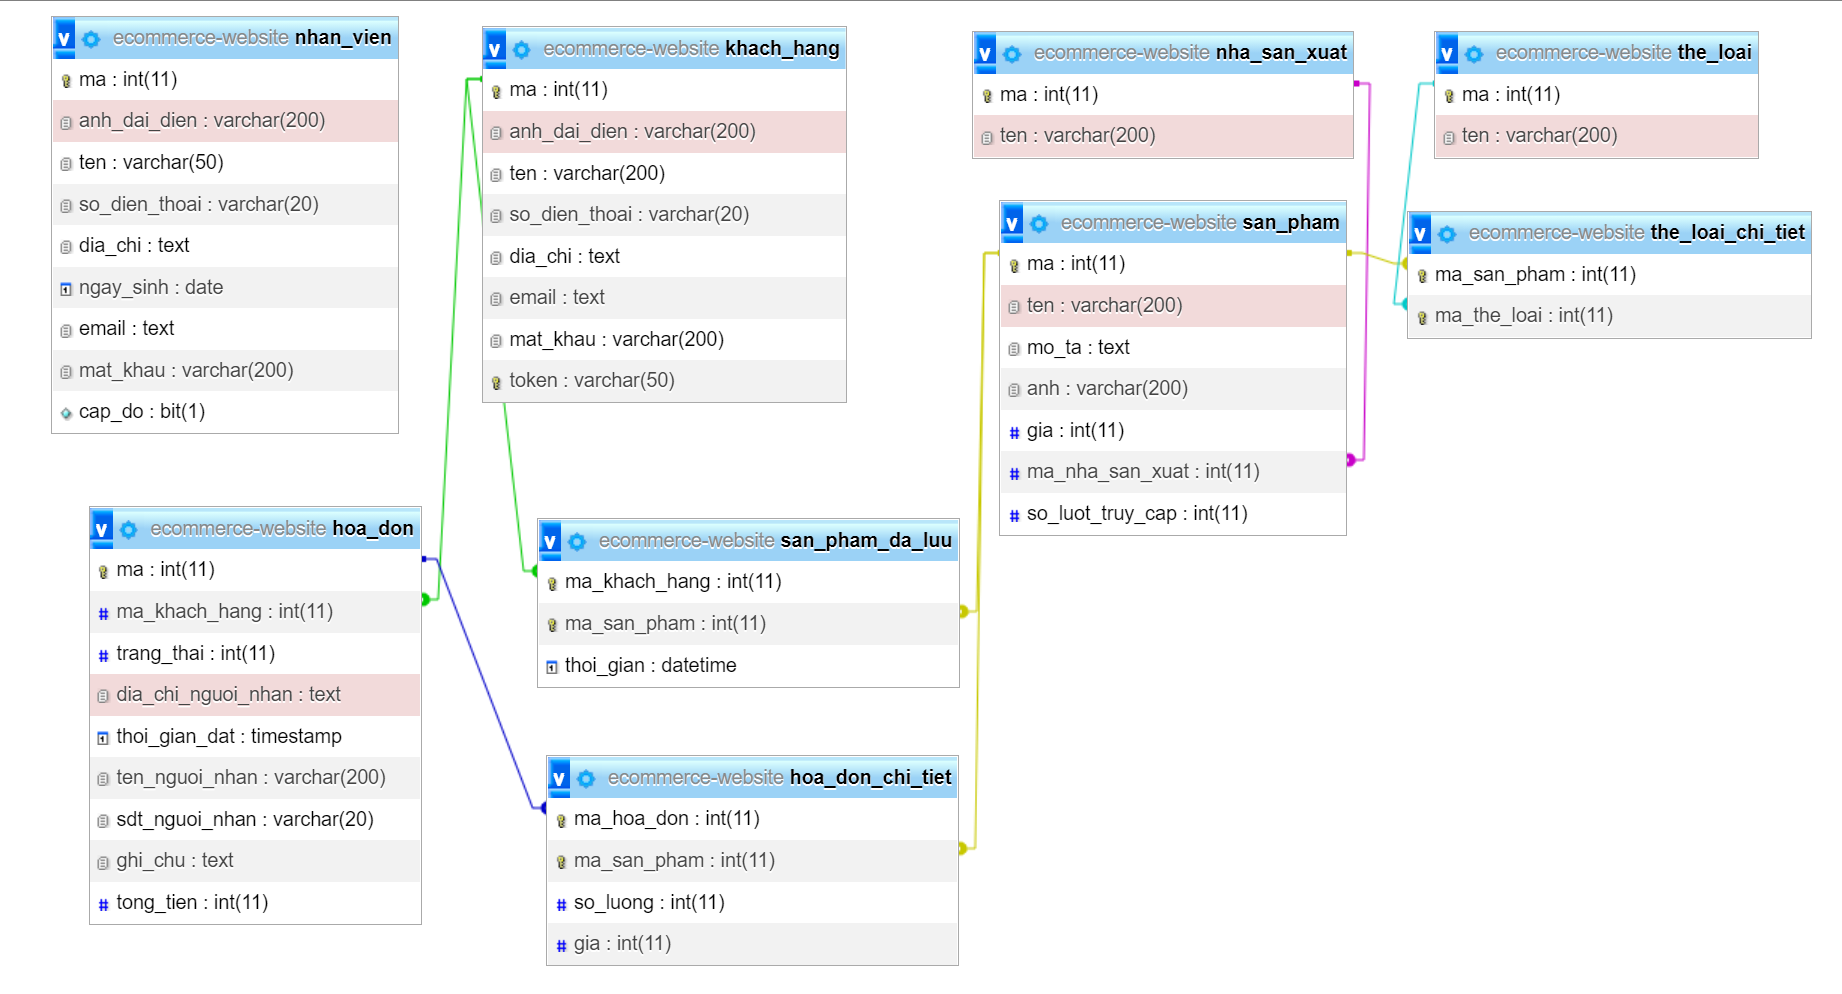 ecommerce-website nhan_vien
ma : int(11)
anh_dai_dien : varchar(200)
ten : varchar(50)
so_dien_thoai : varchar(20)
dia_chi : text
ngay_sinh : date
email : text
mat_khau : varchar(200)
cap_do : bit(1)
ecommerce-website khach_hang
ma : int(11)
anh_dai_dien : varchar(200)
ten : varchar(200)
so_dien_thoai : varchar(20)
dia_chi : text
email : text
mat_khau : varchar(200)
token : varchar(50)
ecommerce-website nha_san_xuat
ma : int(11)
ten : varchar(200)
ecommerce-website the_loai
ma : int(11)
ten : varchar(200)
ecommerce-website san_pham
ma : int(11)
ten : varchar(200)
mo_ta : text
anh : varchar(200)
gia : int(11)
ma_nha_san_xuat : int(11)
so_luot_truy_cap : int(11)
ecommerce-website the_loai_chi_tiet
ma_san_pham : int(11)
ma_the_loai : int(11)
ecommerce-website hoa_don
ma : int(11)
ma_khach_hang : int(11)
trang_thai : int(11)
dia_chi_nguoi_nhan : text
thoi_gian_dat : timestamp
ten_nguoi_nhan : varchar(200)
sdt_nguoi_nhan : varchar(20)
ghi_chu : text
tong_tien : int(11)
ecommerce-website san_pham_da_luu
ma_khach_hang : int(11)
ma_san_pham : int(11)
thoi_gian : datetime
ecommerce-website hoa_don_chi_tiet
ma_hoa_don : int(11)
ma_san_pham : int(11)
so_luong : int(11)
gia : int(11)